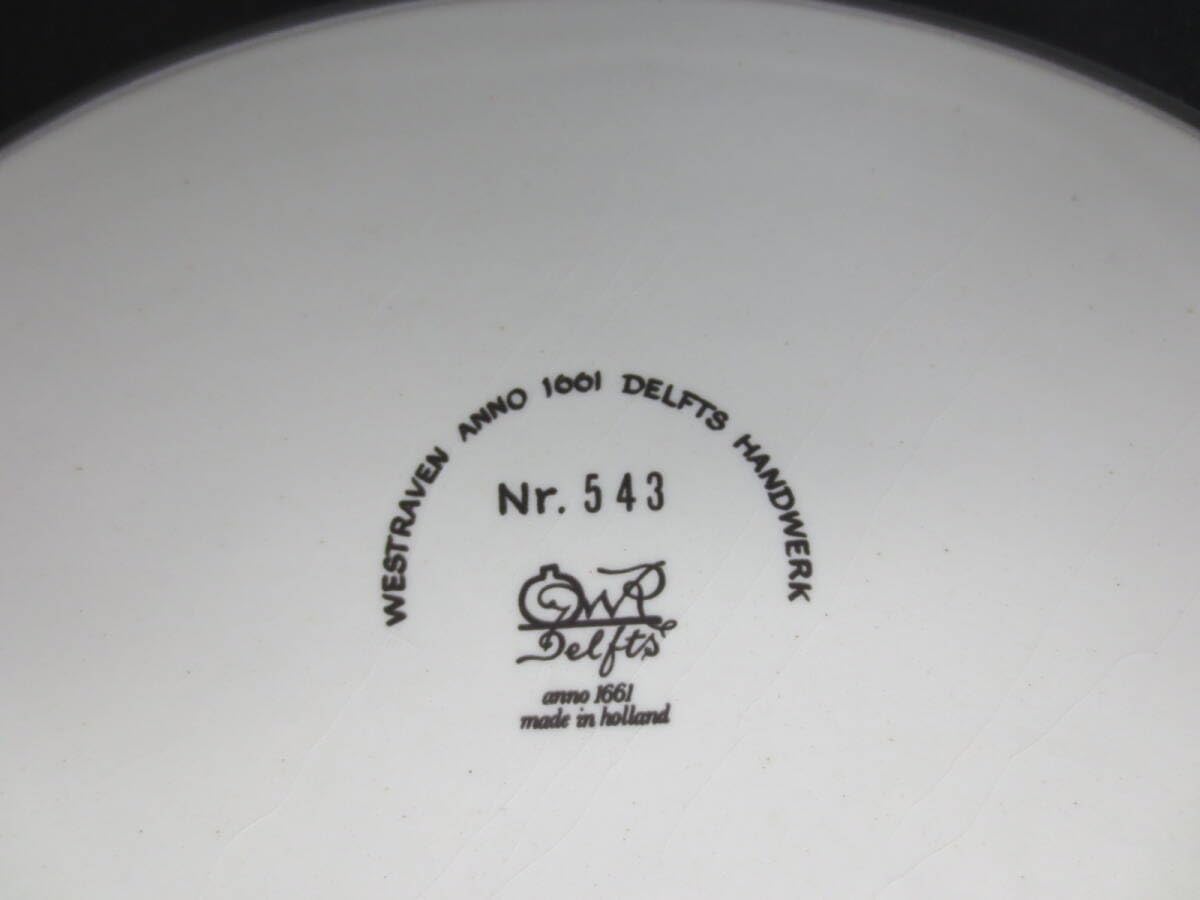 WESTRAVEN ANNO 1661 DELFTS HANDWERK
Nr. 543
Delfts
anno 1661
made in holland